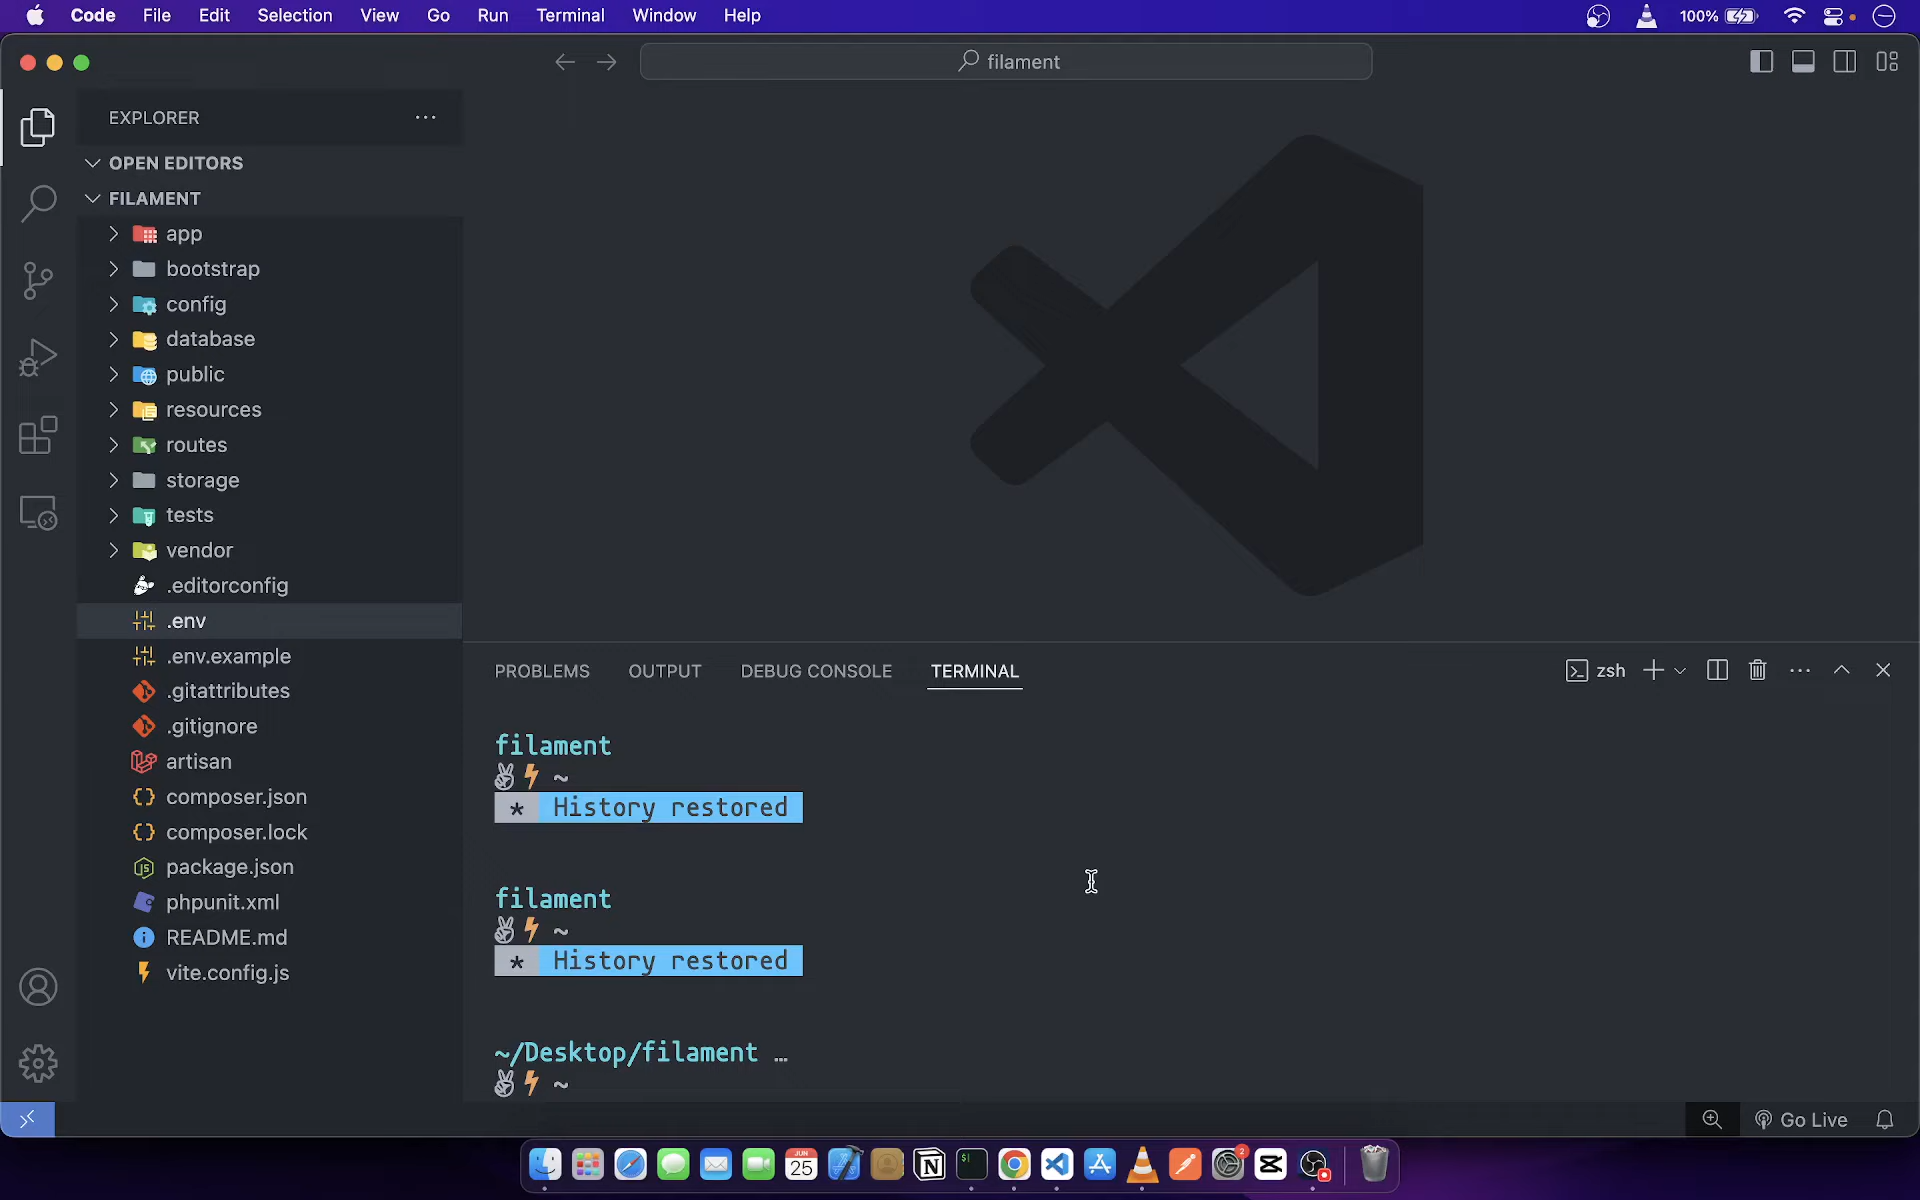 Code File Edit Selection View Go Run Terminal Window Help 100%
filament
EXPLORER ...
OPEN EDITORS
FILAMENT
app
bootstrap
config
database
public
resources
routes
storage
tests
vendor
.editorconfig
.env
.env.example
.gitattributes
.gitignore
artisan
composer.json
composer.lock
package.json
phpunit.xml
README.md
vite.config.js
PROBLEMS OUTPUT DEBUG CONSOLE TERMINAL zsh
filament
~
* History restored
filament
~
* History restored
~/Desktop/filament …
~
Go Live
JUN
25
2